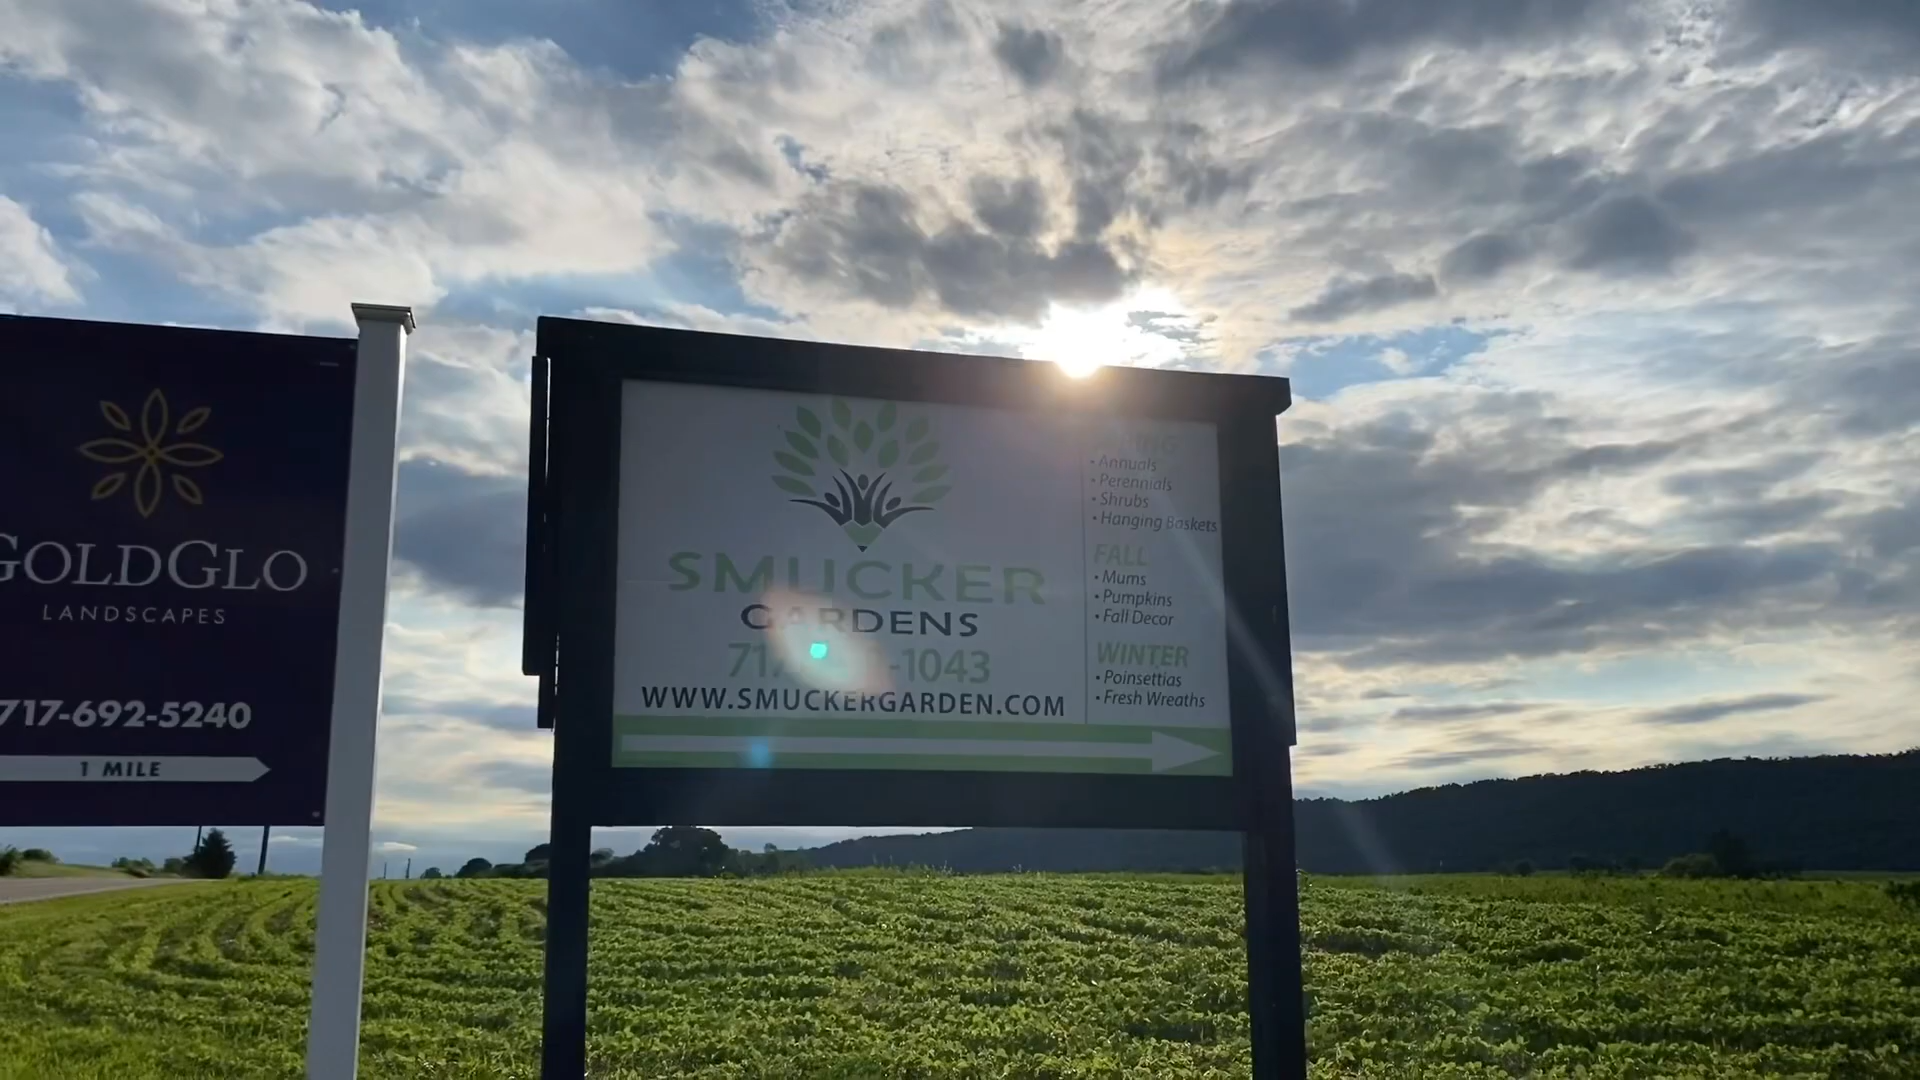 GOLDGLO
LANDSCAPES
717-692-5240
1 MILE
SMUCKER
GARDENS
-1043
WWW.SMUCKERGARDEN.COM
• Annuals
• Perennials
• Shrubs
• Hanging Baskets
FALL
• Mums
• Pumpkins
• Fall Decor
WINTER
• Poinsettias
• Fresh Wreaths